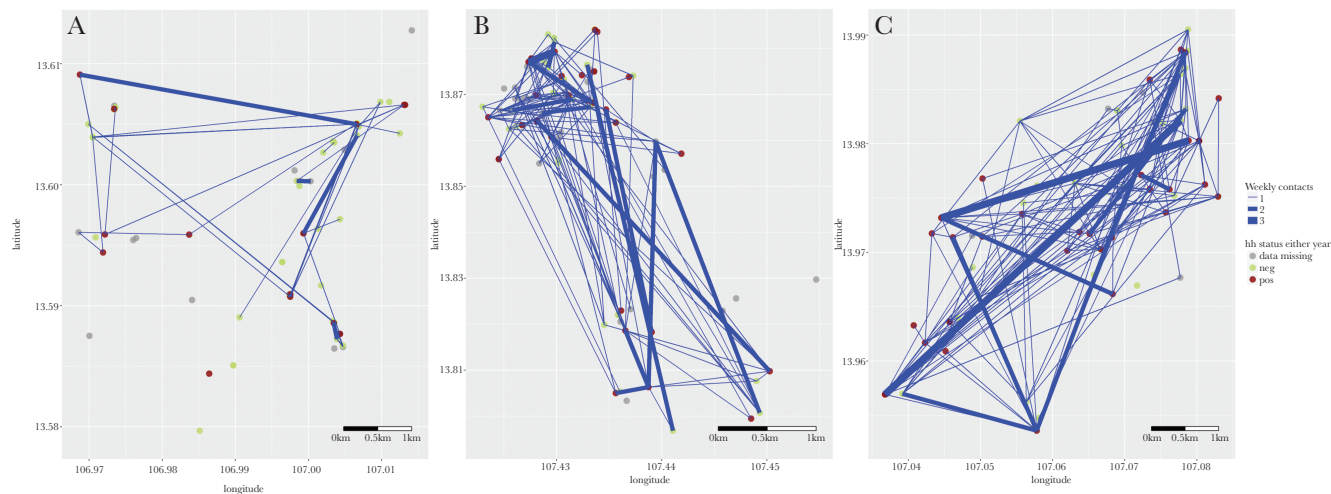 A
B
C
13.61
13.60
13.59
13.58
latitude
106.97
106.98
106.99
107.00
107.01
longitude
0km
0.5km
1km
13.87
13.85
13.83
13.81
latitude
107.43
107.44
107.45
longitude
0km
0.5km
1km
13.99
13.98
13.97
13.96
latitude
107.04
107.05
107.06
107.07
107.08
longitude
0km
0.5km
1km
Weekly contacts
1
2
3
hh status either year
data missing
neg
pos